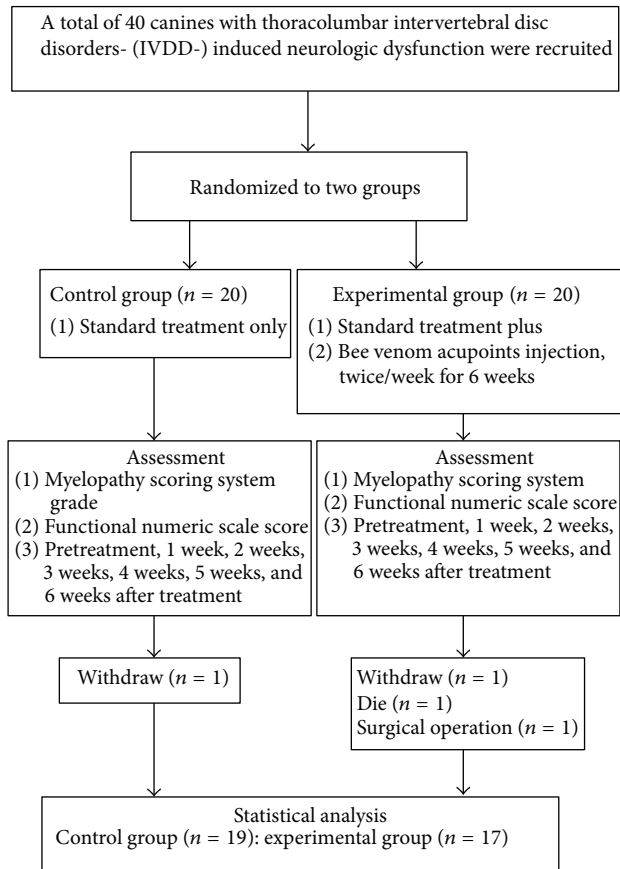 A total of 40 canines with thoracolumbar intervertebral disc
disorders- (IVDD-) induced neurologic dysfunction were recruited
Randomized to two groups
Control group (n = 20)
(1) Standard treatment only
Experimental group (n = 20)
(1) Standard treatment plus
(2) Bee venom acupoints injection,
twice/week for 6 weeks
Assessment
(1) Myelopathy scoring system
grade
(2) Functional numeric scale score
(3) Pretreatment, 1 week, 2 weeks,
3 weeks, 4 weeks, 5 weeks, and
6 weeks after treatment
Assessment
(1) Myelopathy scoring system
(2) Functional numeric scale score
(3) Pretreatment, 1 week, 2 weeks,
3 weeks, 4 weeks, 5 weeks, and
6 weeks after treatment
Withdraw (n = 1)
Withdraw (n = 1)
Die (n = 1)
Surgical operation (n = 1)
Statistical analysis
Control group (n = 19): experimental group (n = 17)